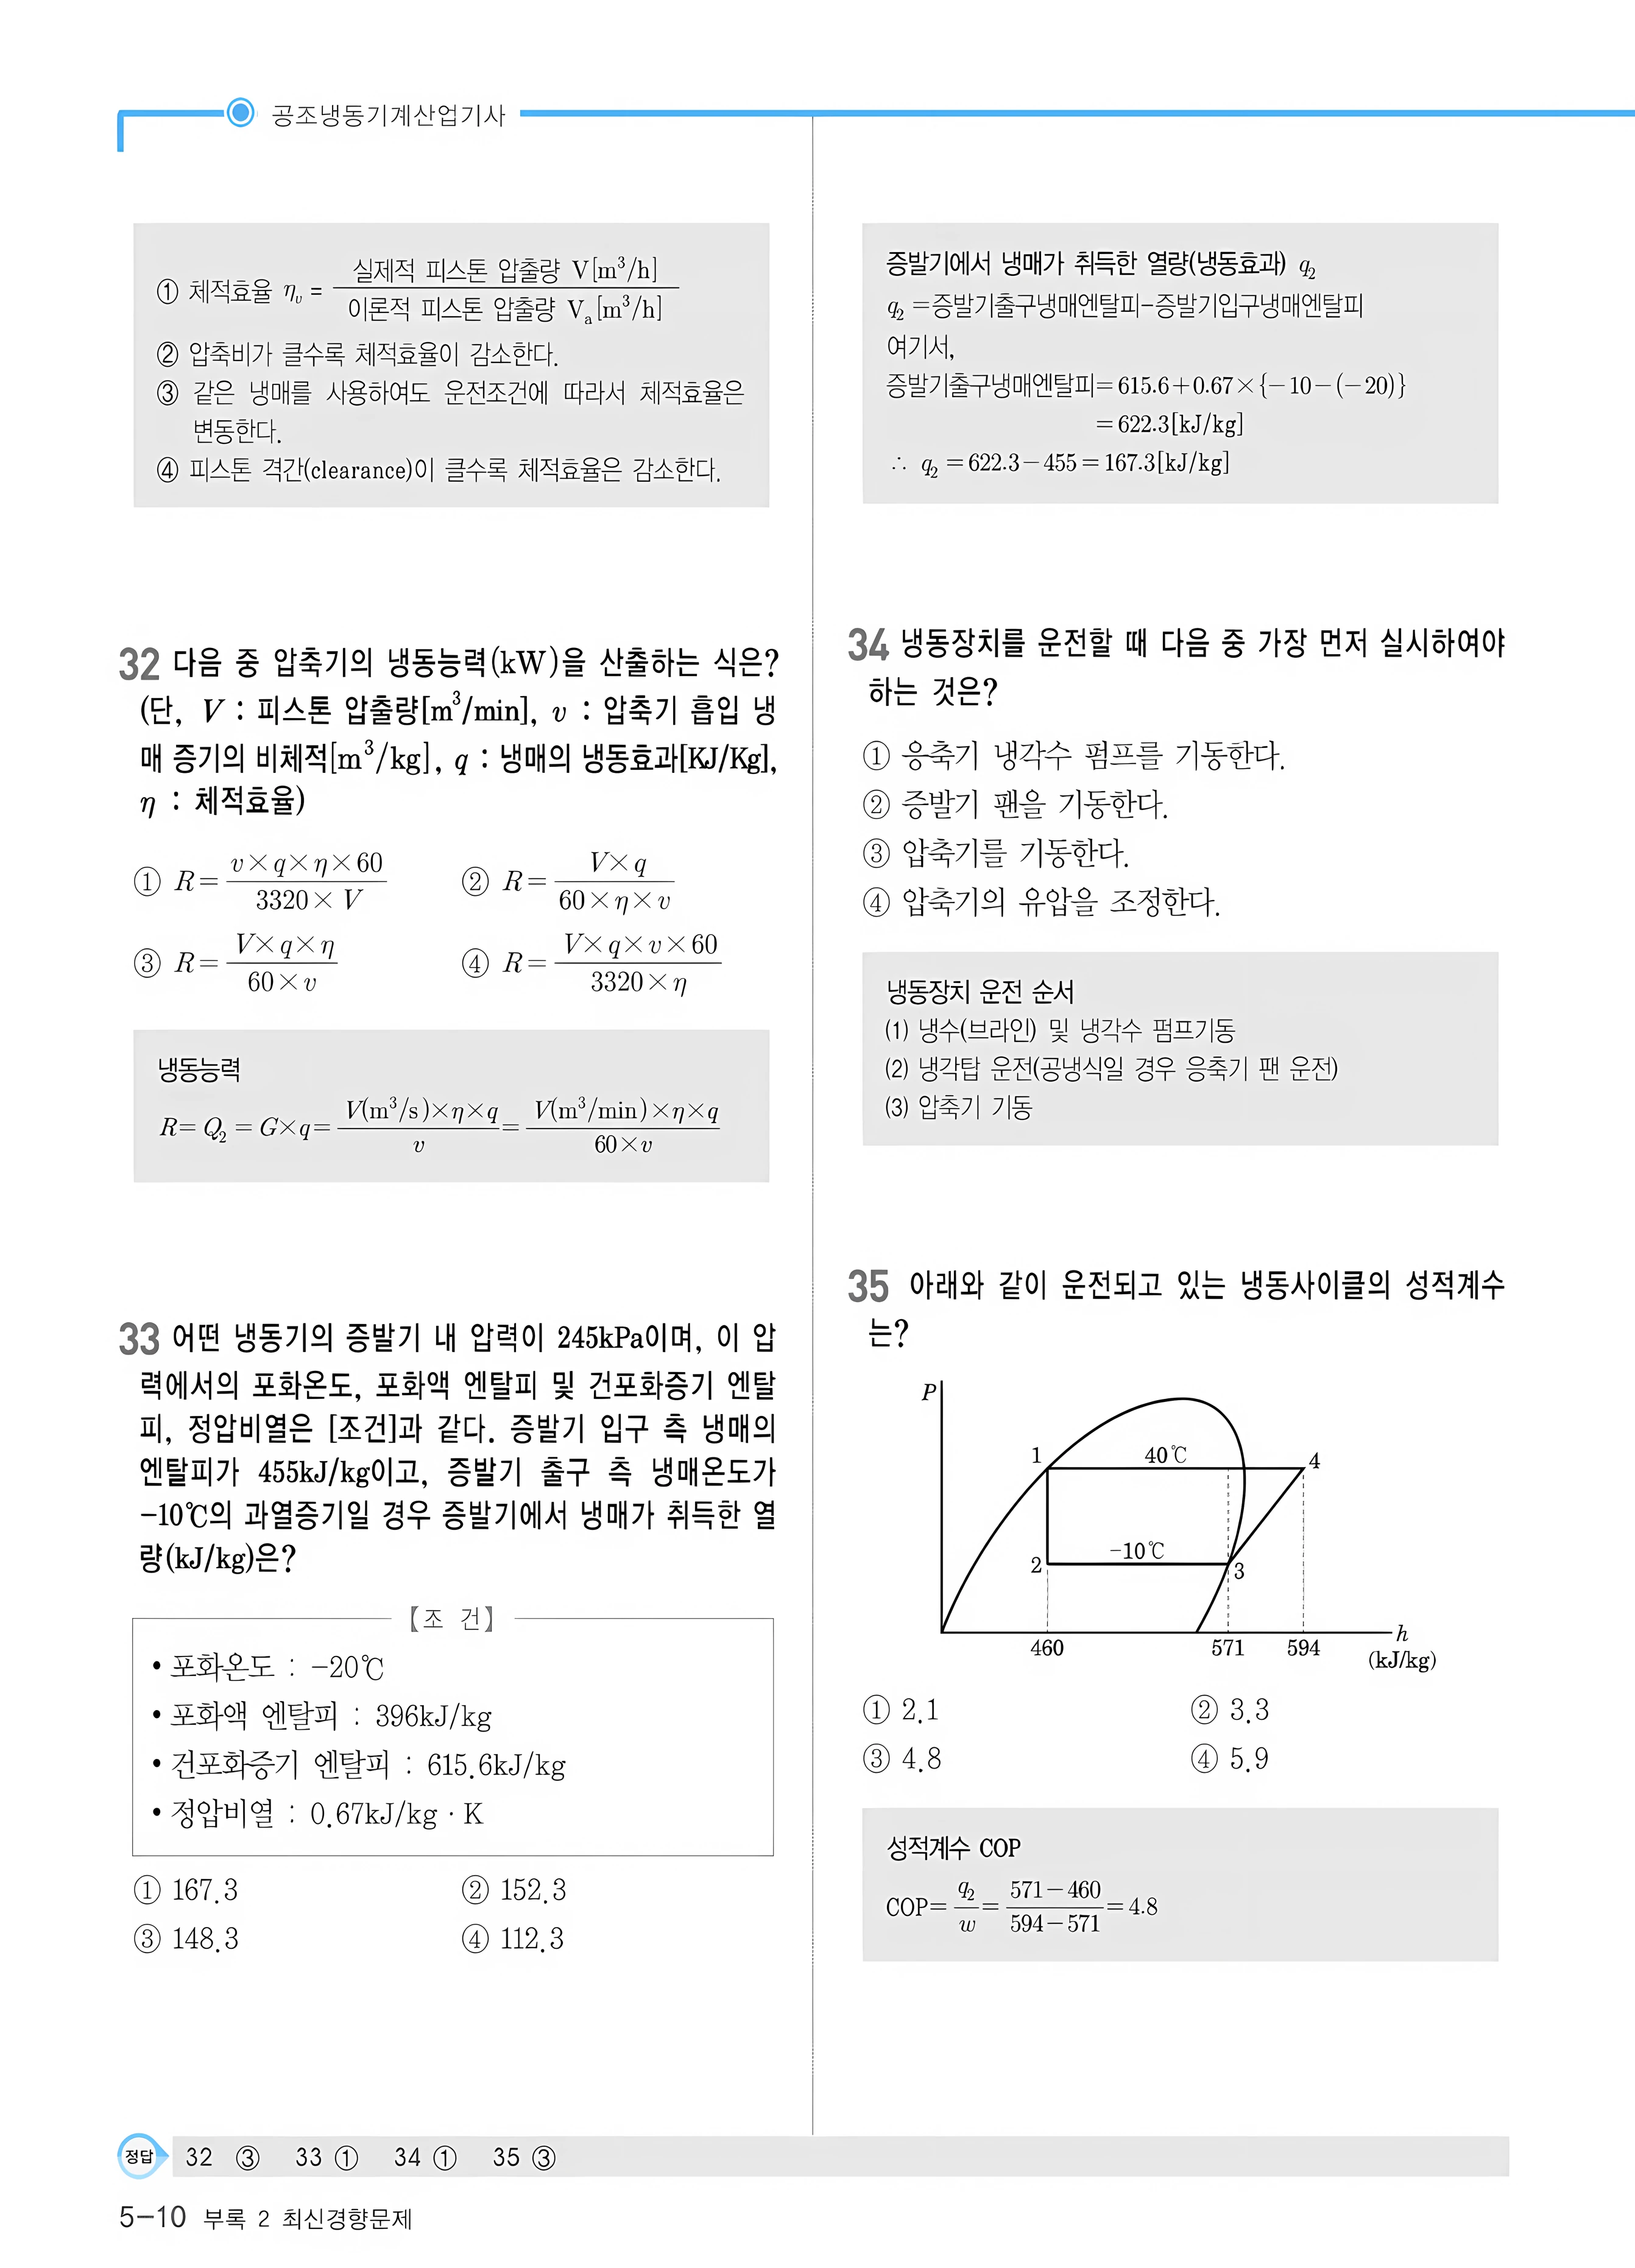 공조냉동기계산업기사
① 체적효율 ηv = 실제적 피스톤 압출량 V[m³/h] / 이론적 피스톤 압출량 Va[m³/h]
② 압축비가 클수록 체적효율이 감소한다.
③ 같은 냉매를 사용하여도 운전조건에 따라서 체적효율은
변동한다.
④ 피스톤 격간(clearance)이 클수록 체적효율은 감소한다.
32 다음 중 압축기의 냉동능력(kW)을 산출하는 식은?
(단, V : 피스톤 압출량[m³/min], v : 압축기 흡입 냉
매 증기의 비체적[m³/kg], q : 냉매의 냉동효과[KJ/Kg],
η : 체적효율)
① R= v×q×η×60 / 3320×V ② R= V×q / 60×η×v
③ R= V×q×η / 60×v ④ R= V×q×v×60 / 3320×η
냉동능력
R= Q₂ = G×q= V(m³/s)×η×q / v = V(m³/min)×η×q / 60×v
33 어떤 냉동기의 증발기 내 압력이 245kPa이며, 이 압
력에서의 포화온도, 포화액 엔탈피 및 건포화증기 엔탈
피, 정압비열은 [조건]과 같다. 증발기 입구 측 냉매의
엔탈피가 455kJ/kg이고, 증발기 출구 측 냉매온도가
-10℃의 과열증기일 경우 증발기에서 냉매가 취득한 열
량(kJ/kg)은?
【조 건】
• 포화온도 : -20℃
• 포화액 엔탈피 : 396kJ/kg
• 건포화증기 엔탈피 : 615.6kJ/kg
• 정압비열 : 0.67kJ/kg · K
① 167.3 ② 152.3
③ 148.3 ④ 112.3
증발기에서 냉매가 취득한 열량(냉동효과) q₂
q₂ =증발기출구냉매엔탈피-증발기입구냉매엔탈피
여기서,
증발기출구냉매엔탈피= 615.6+0.67×{-10-(-20)}
= 622.3[kJ/kg]
∴ q₂ = 622.3-455 = 167.3[kJ/kg]
34 냉동장치를 운전할 때 다음 중 가장 먼저 실시하여야
하는 것은?
① 응축기 냉각수 펌프를 기동한다.
② 증발기 팬을 기동한다.
③ 압축기를 기동한다.
④ 압축기의 유압을 조정한다.
냉동장치 운전 순서
(1) 냉수(브라인) 및 냉각수 펌프기동
(2) 냉각탑 운전(공냉식일 경우 응축기 팬 운전)
(3) 압축기 기동
35 아래와 같이 운전되고 있는 냉동사이클의 성적계수
는?
P
1 40℃ 4
2 -10℃ 3
460 571 594 h
(kJ/kg)
① 2.1 ② 3.3
③ 4.8 ④ 5.9
성적계수 COP
COP= q₂ / w = 571-460 / 594-571 = 4.8
정답 32 ③ 33 ① 34 ① 35 ③
5-10 부록 2 최신경향문제